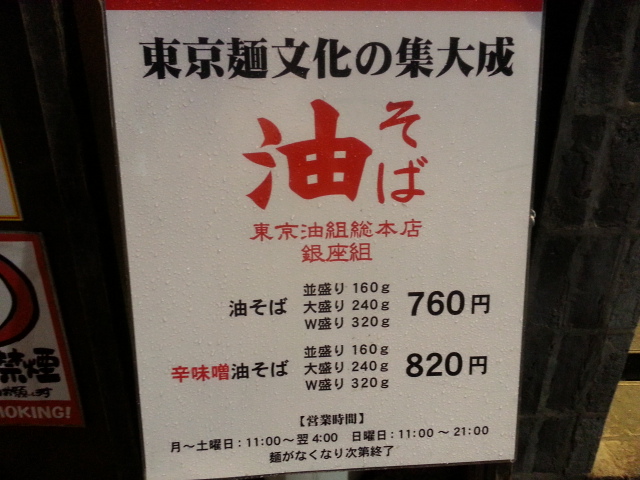 東京麺文化の集大成
油そば
東京油組総本店
銀座組
油そば 並盛り 160g 大盛り 240g W盛り 320g 760円
辛味噌油そば 並盛り 160g 大盛り 240g W盛り 320g 820円
【営業時間】
月～土曜日：11:00～翌4:00 日曜日：11:00～21:00
麺がなくなり次第終了
禁煙
MOKING!